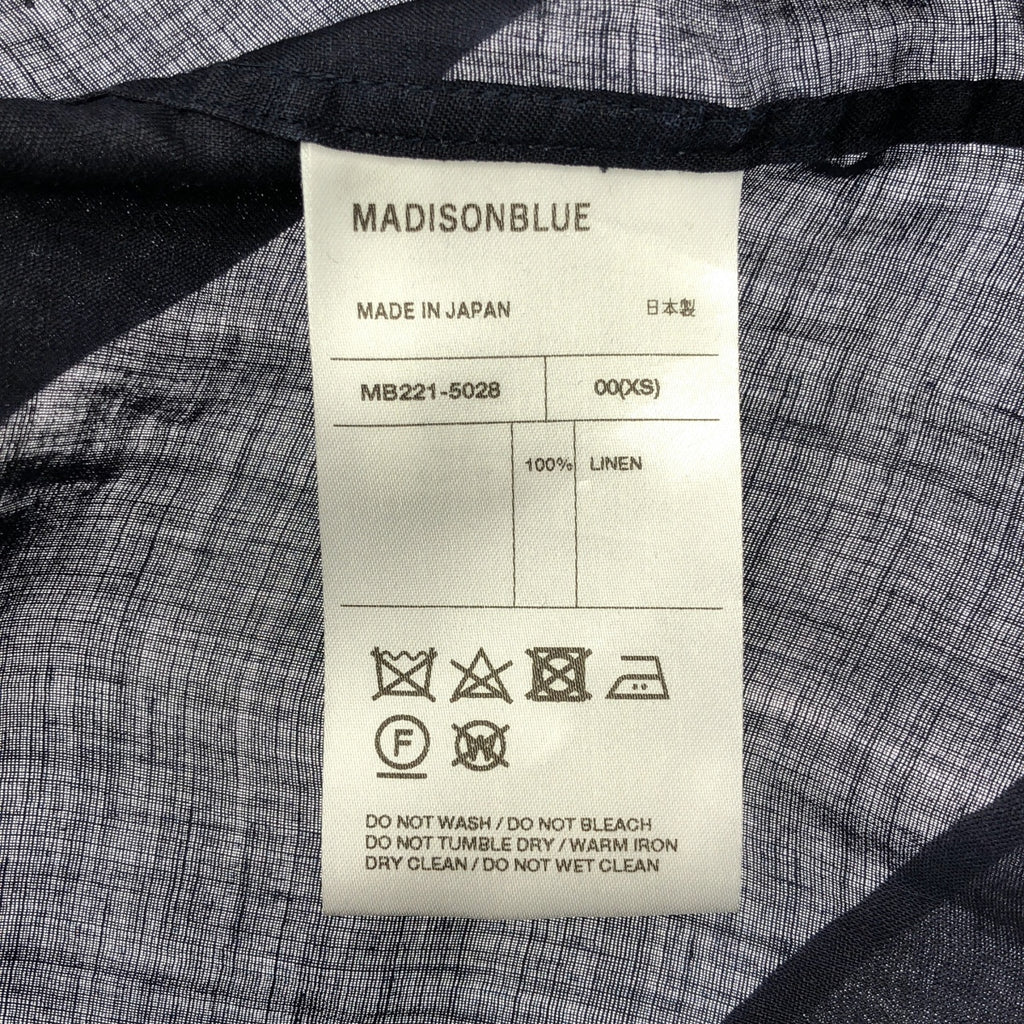 MADISONBLUE
MADE IN JAPAN 日本製
MB221-5028 00(XS)
100% LINEN
F W
DO NOT WASH / DO NOT BLEACH
DO NOT TUMBLE DRY / WARM IRON
DRY CLEAN / DO NOT WET CLEAN